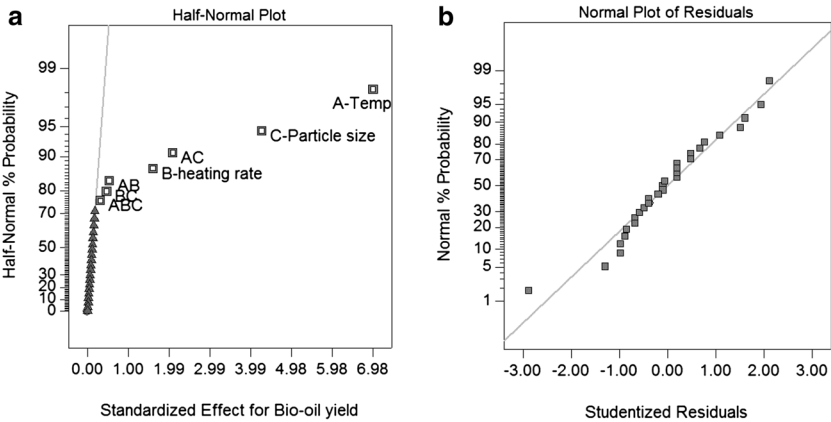 a
Half-Normal Plot
Half-Normal % Probability
99
95
90
80
70
50
30
20
10
0
A-Temp
C-Particle size
AC
B-heating rate
AB
BC
ABC
0.00 1.00 1.99 2.99 3.99 4.98 5.98 6.98
Standardized Effect for Bio-oil yield
b
Normal Plot of Residuals
Normal % Probability
99
95
90
80
70
50
30
20
10
5
1
-3.00 -2.00 -1.00 0.00 1.00 2.00 3.00
Studentized Residuals